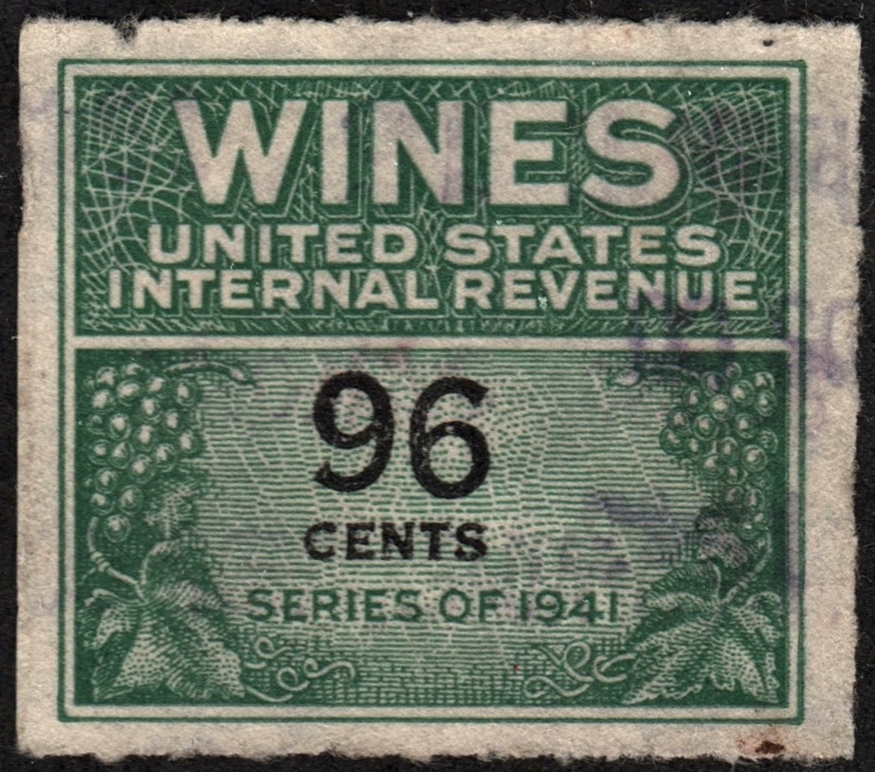 WINES
UNITED STATES
INTERNAL REVENUE
96
CENTS
SERIES OF 1941